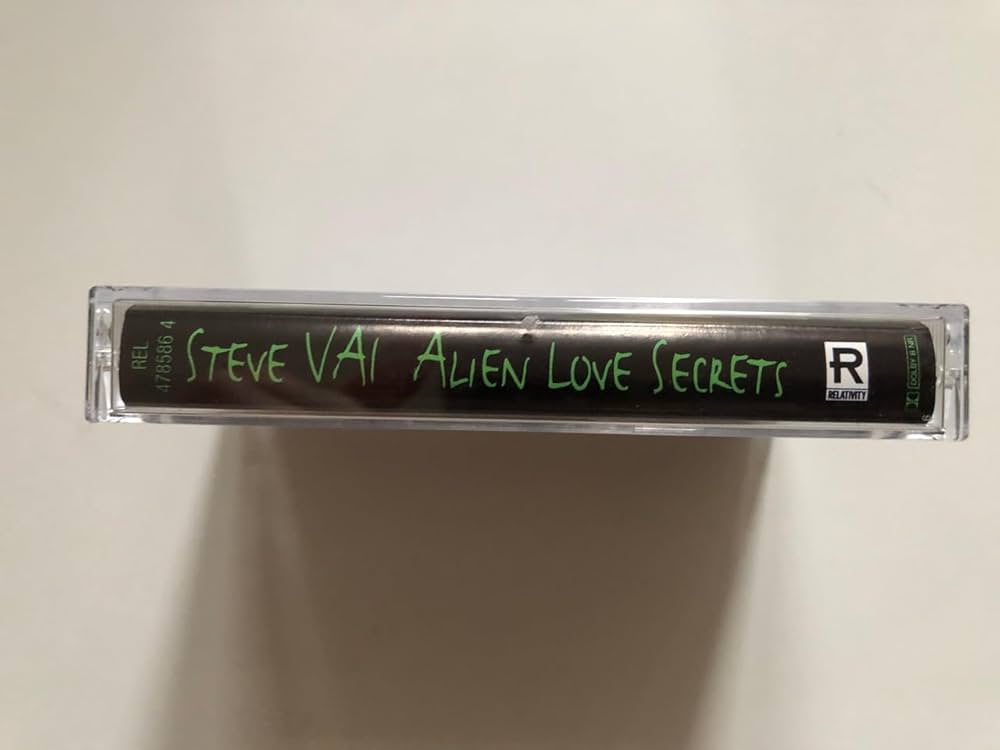 REL
478586 4
STEVE VAI ALIEN LOVE SECRETS
R
RELATIVITY
DOLBY B NR